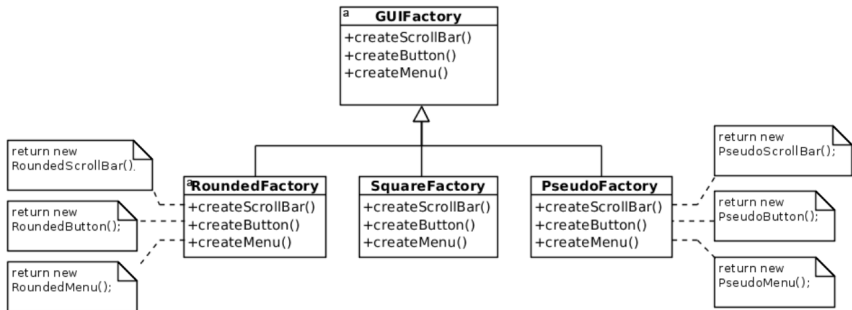 a
GUIFactory
+createScrollBar()
+createButton()
+createMenu()
return new
RoundedScrollBar().
return new
RoundedButton();
return new
RoundedMenu();
a
RoundedFactory
+createScrollBar()
+createButton()
+createMenu()
SquareFactory
+createScrollBar()
+createButton()
+createMenu()
PseudoFactory
+createScrollBar()
+createButton()
+createMenu()
return new
PseudoScrollBar();
return new
PseudoButton();
return new
PseudoMenu();